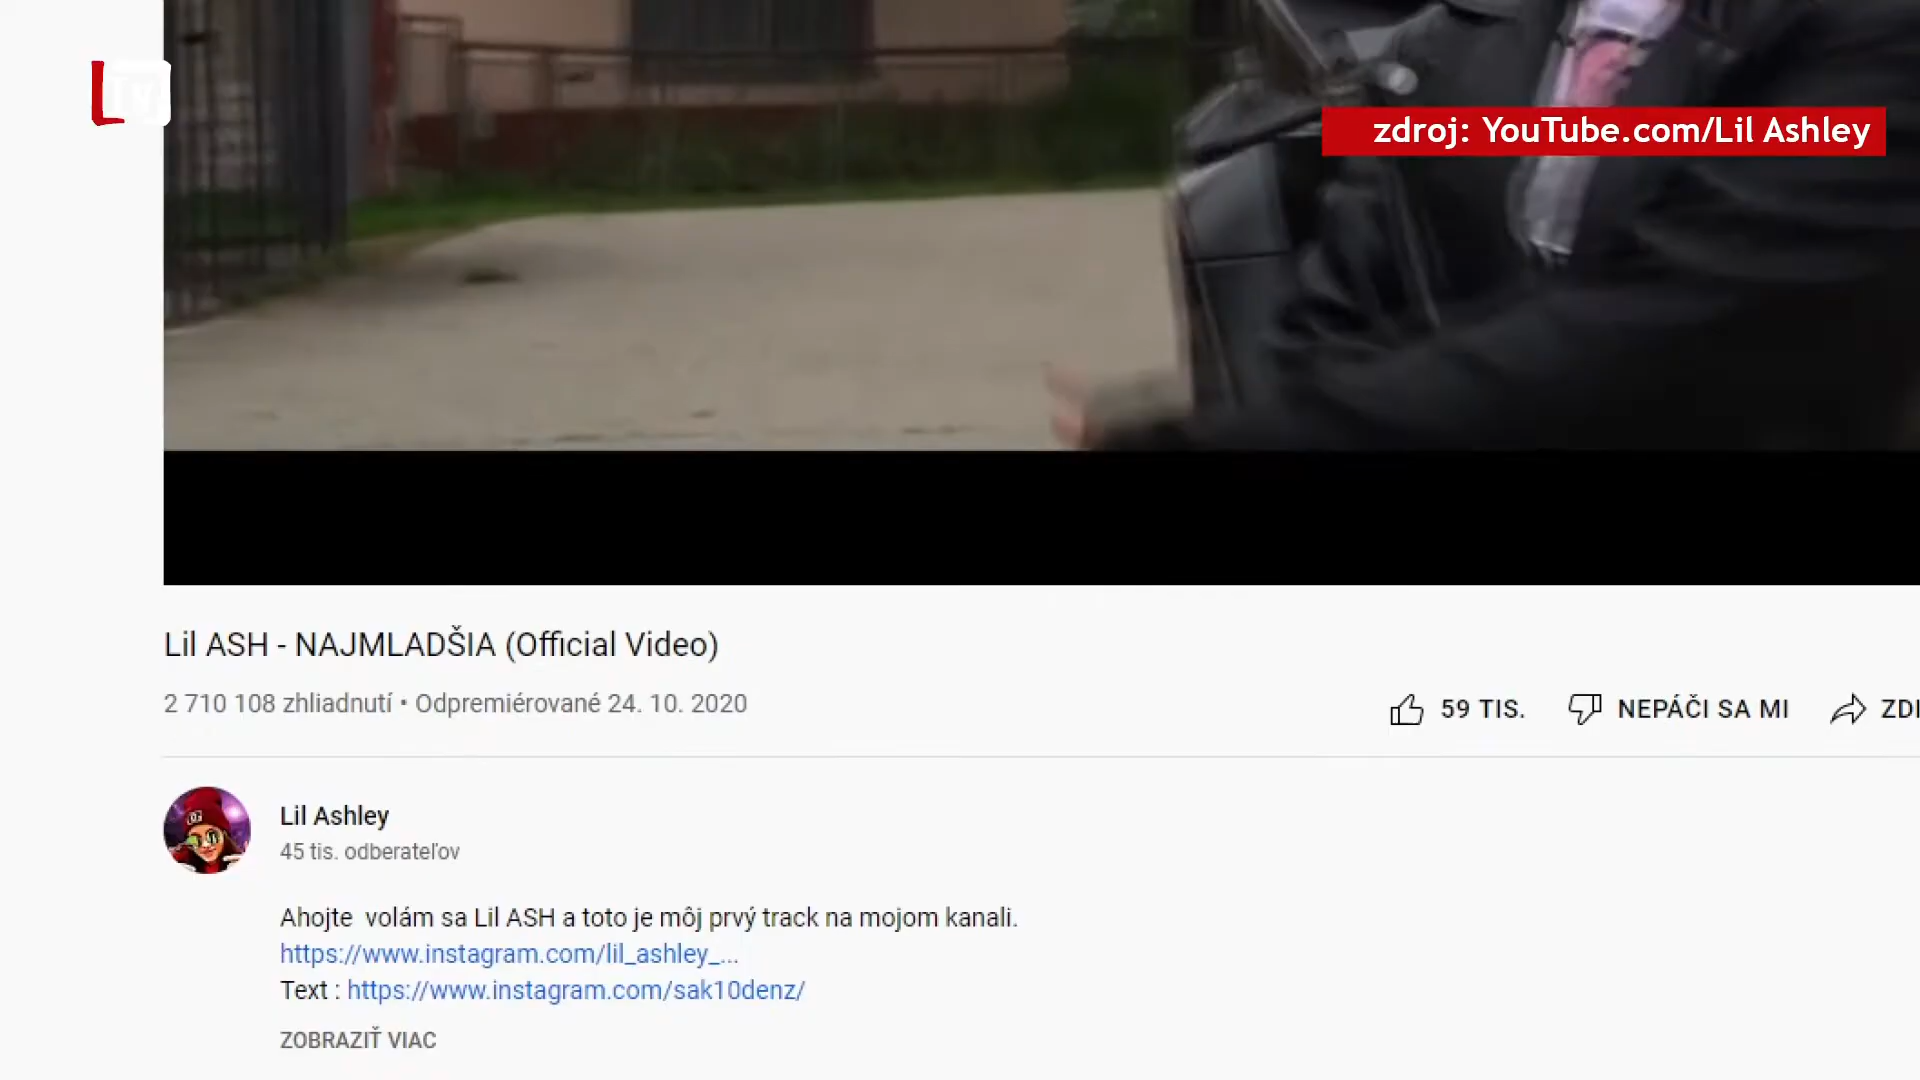 LTV
zdroj: YouTube.com/Lil Ashley
Lil ASH - NAJMLADŠIA (Official Video)
2 710 108 zhliadnutí • Odpremiérované 24. 10. 2020
59 TIS. NEPÁČI SA MI ZDI
Lil Ashley
45 tis. odberateľov
Ahojte  volám sa Lil ASH a toto je môj prvý track na mojom kanali.
https://www.instagram.com/lil_ashley_...
Text : https://www.instagram.com/sak10denz/
ZOBRAZIŤ VIAC